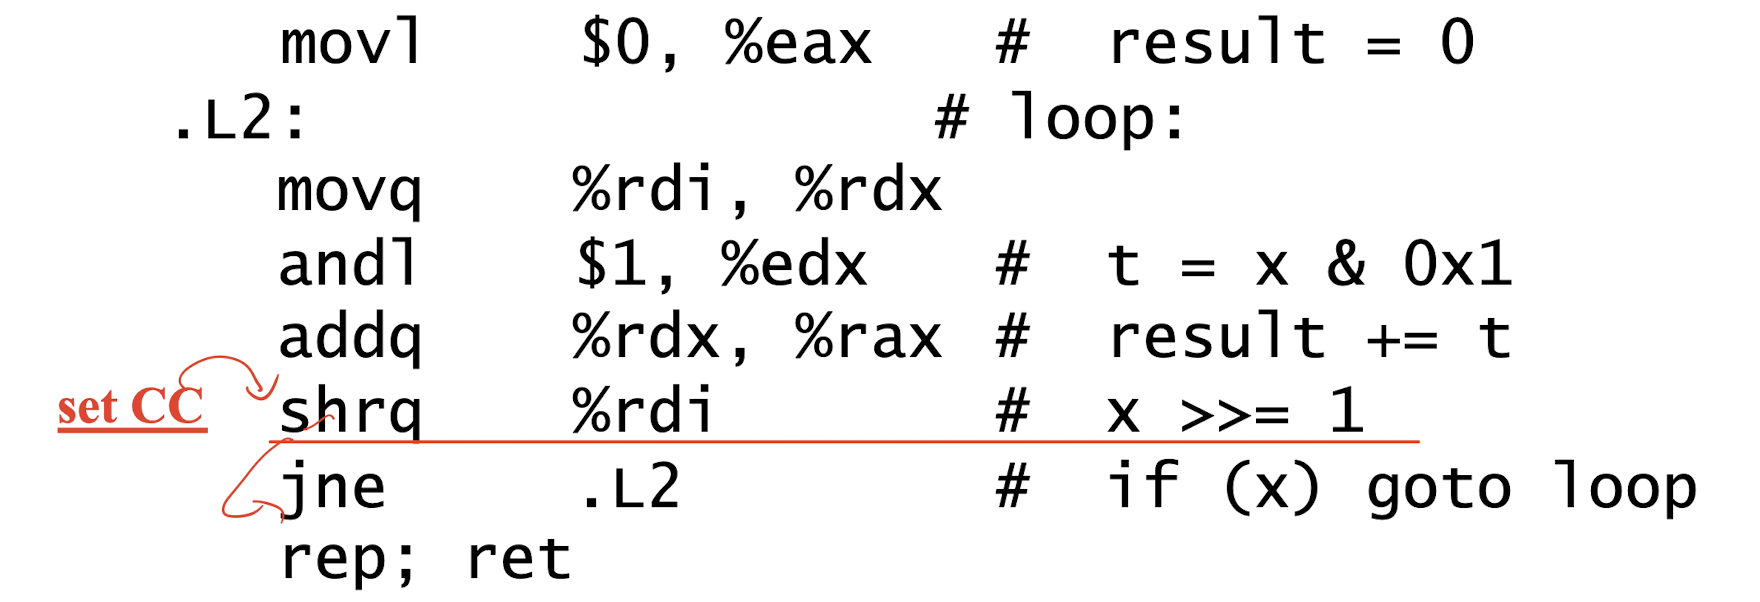 movl $0, %eax # result = 0
.L2: # loop:
movq %rdi, %rdx
andl $1, %edx # t = x & 0x1
addq %rdx, %rax # result += t
set CC shrq %rdi # x >>= 1
jne .L2 # if (x) goto loop
rep; ret